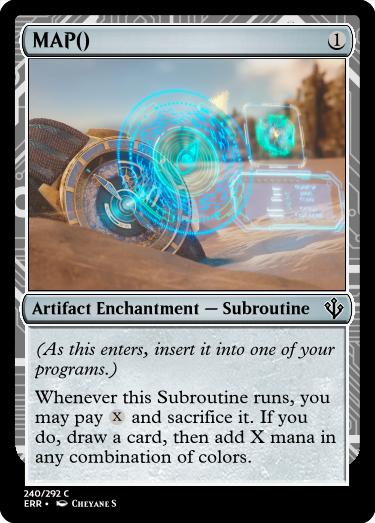 MAP()
1
Artifact Enchantment — Subroutine
(As this enters, insert it into one of your
programs.)
Whenever this Subroutine runs, you
may pay X and sacrifice it. If you
do, draw a card, then add X mana in
any combination of colors.
240/292 C
ERR • CHEYANE S